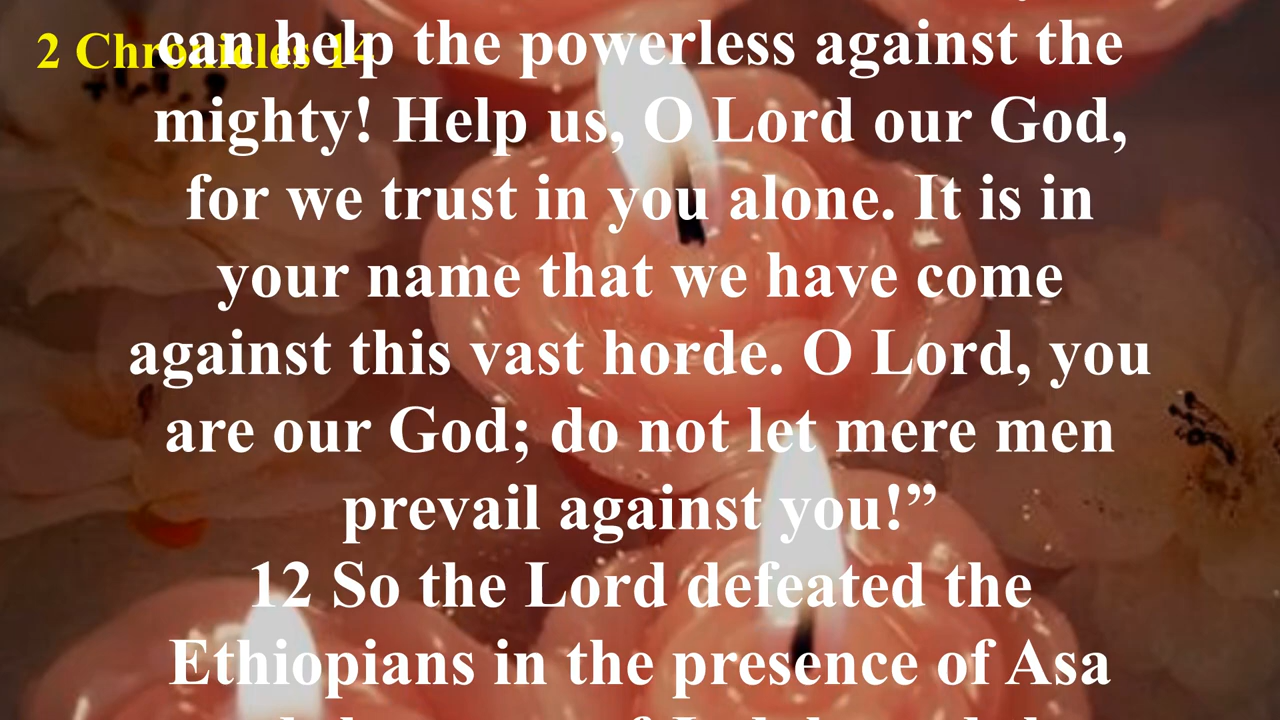 2 Chronicles 14
can help the powerless against the
mighty! Help us, O Lord our God,
for we trust in you alone. It is in
your name that we have come
against this vast horde. O Lord, you
are our God; do not let mere men
prevail against you!”
12 So the Lord defeated the
Ethiopians in the presence of Asa